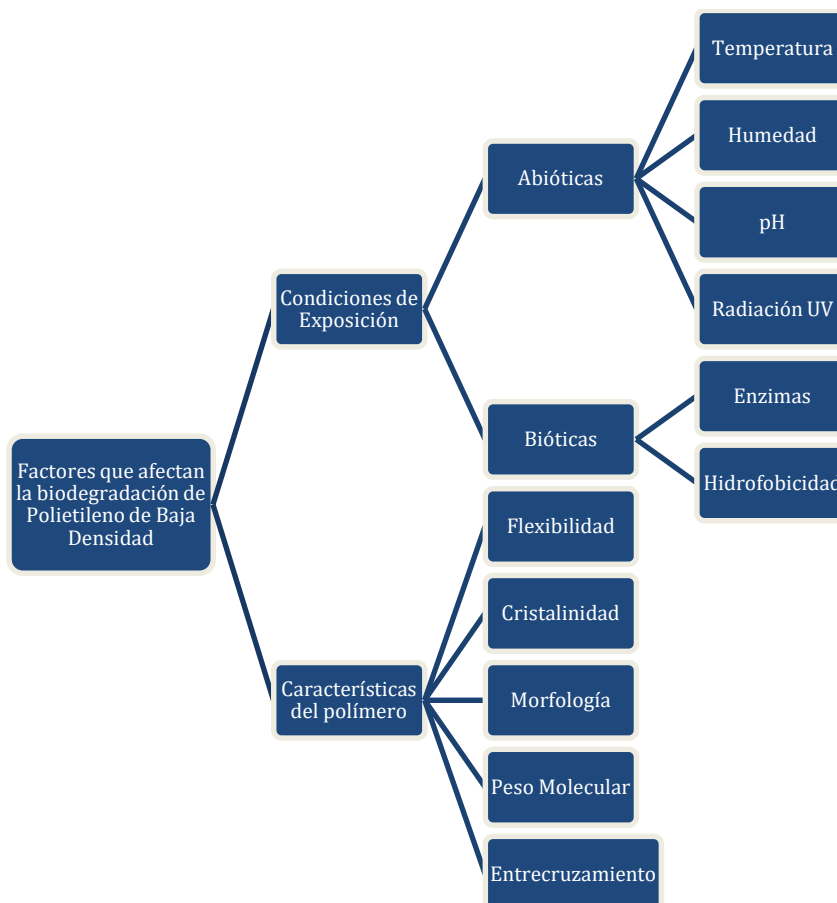 Factores que afectan
la biodegradación de
Polietileno de Baja
Densidad
Condiciones de
Exposición
Abióticas
Temperatura
Humedad
pH
Radiación UV
Bióticas
Enzimas
Hidrofobicidad
Características
del polímero
Flexibilidad
Cristalinidad
Morfología
Peso Molecular
Entrecruzamiento